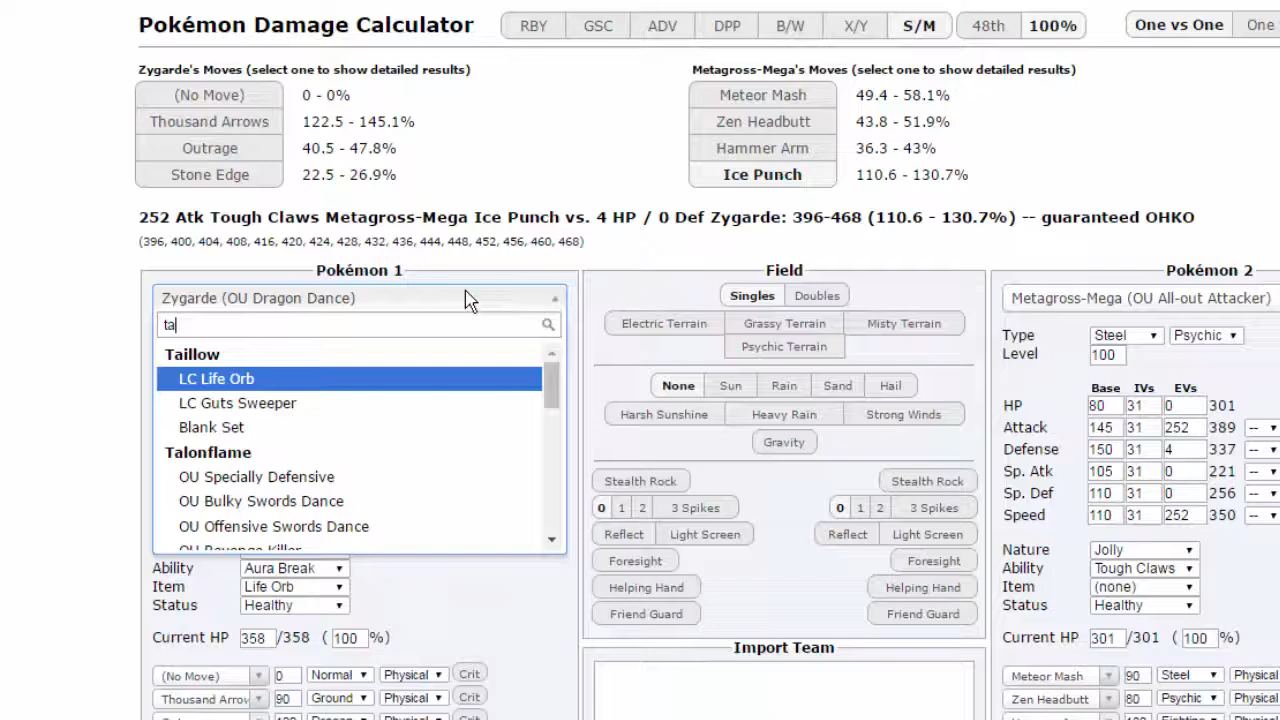 Pokémon Damage Calculator RBY GSC ADV DPP B/W X/Y S/M 48th 100% One vs One One
Zygarde's Moves (select one to show detailed results) Metagross-Mega's Moves (select one to show detailed results)
(No Move) 0 - 0% Meteor Mash 49.4 - 58.1%
Thousand Arrows 122.5 - 145.1% Zen Headbutt 43.8 - 51.9%
Outrage 40.5 - 47.8% Hammer Arm 36.3 - 43%
Stone Edge 22.5 - 26.9% Ice Punch 110.6 - 130.7%
252 Atk Tough Claws Metagross-Mega Ice Punch vs. 4 HP / 0 Def Zygarde: 396-468 (110.6 - 130.7%) -- guaranteed OHKO
(396, 400, 404, 408, 416, 420, 424, 428, 432, 436, 444, 448, 452, 456, 460, 468)
Pokémon 1
Zygarde (OU Dragon Dance)
ta
Taillow
LC Life Orb
LC Guts Sweeper
Blank Set
Talonflame
OU Specially Defensive
OU Bulky Swords Dance
OU Offensive Swords Dance
OU Revenge Killer
Ability Aura Break
Item Life Orb
Status Healthy
Current HP 358 /358 ( 100 %)
(No Move) 0 Normal Physical Crit
Thousand Arrow 90 Ground Physical Crit
Field
Singles Doubles
Electric Terrain Grassy Terrain Misty Terrain
Psychic Terrain
None Sun Rain Sand Hail
Harsh Sunshine Heavy Rain Strong Winds
Gravity
Stealth Rock Stealth Rock
0 1 2 3 Spikes 0 1 2 3 Spikes
Reflect Light Screen Reflect Light Screen
Foresight Foresight
Helping Hand Helping Hand
Friend Guard Friend Guard
Import Team
Pokémon 2
Metagross-Mega (OU All-out Attacker)
Type Steel Psychic
Level 100
Base IVs EVs
HP 80 31 0 301
Attack 145 31 252 389 --
Defense 150 31 4 337 --
Sp. Atk 105 31 0 221 --
Sp. Def 110 31 0 256 --
Speed 110 31 252 350 --
Nature Jolly
Ability Tough Claws
Item (none)
Status Healthy
Current HP 301 /301 ( 100 %)
Meteor Mash 90 Steel Physical
Zen Headbutt 80 Psychic Physical